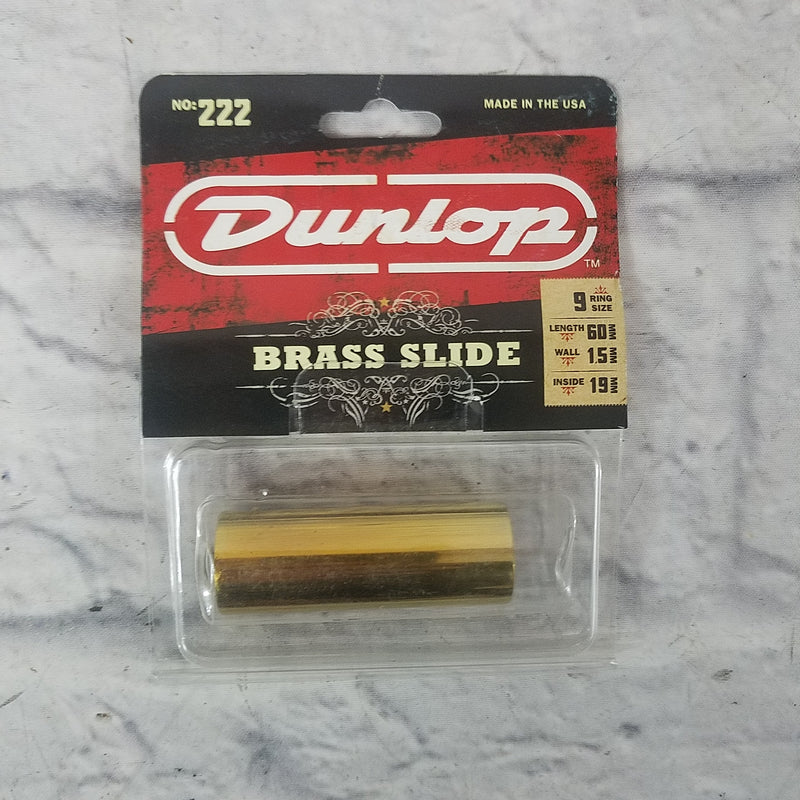 NO: 222
MADE IN THE USA
Dunlop
TM
BRASS SLIDE
9 RING SIZE
LENGTH 60 MM
WALL 1.5 MM
INSIDE 19 MM